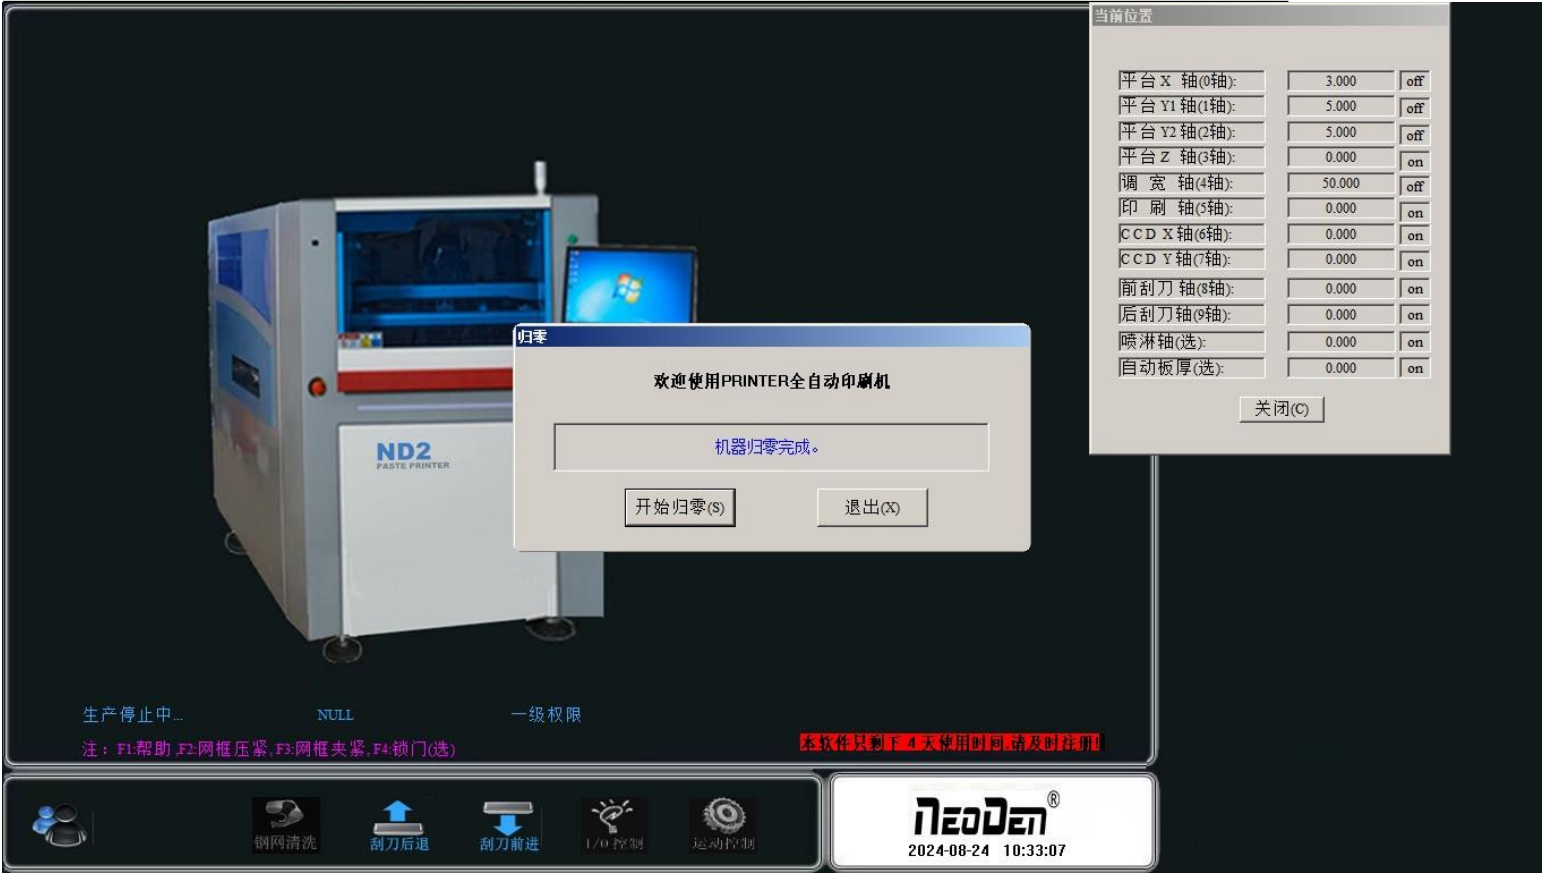 当前位置
平台 X 轴(0轴): 3.000 off
平台 Y1 轴(1轴): 5.000 off
平台 Y2 轴(2轴): 5.000 off
平台 Z 轴(3轴): 0.000 on
调 宽 轴(4轴): 50.000 off
印 刷 轴(5轴): 0.000 on
CCD X 轴(6轴): 0.000 on
CCD Y 轴(7轴): 0.000 on
前刮刀 轴(8轴): 0.000 on
后刮刀轴(9轴): 0.000 on
喷淋轴(选): 0.000 on
自动板厚(选): 0.000 on
关闭(C)
归零
欢迎使用PRINTER全自动印刷机
机器归零完成。
开始归零(S) 退出(X)
ND2
PASTE PRINTER
生产停止中... NULL 一级权限
注：F1:帮助 ,F2:网框压紧,F3:网框夹紧,F4:锁门(选)
本软件只剩下 4 天使用时间,请及时注册!
钢网清洗 刮刀后退 刮刀前进 I/O 控制 运动控制
NEODEN®
2024-08-24 10:33:07